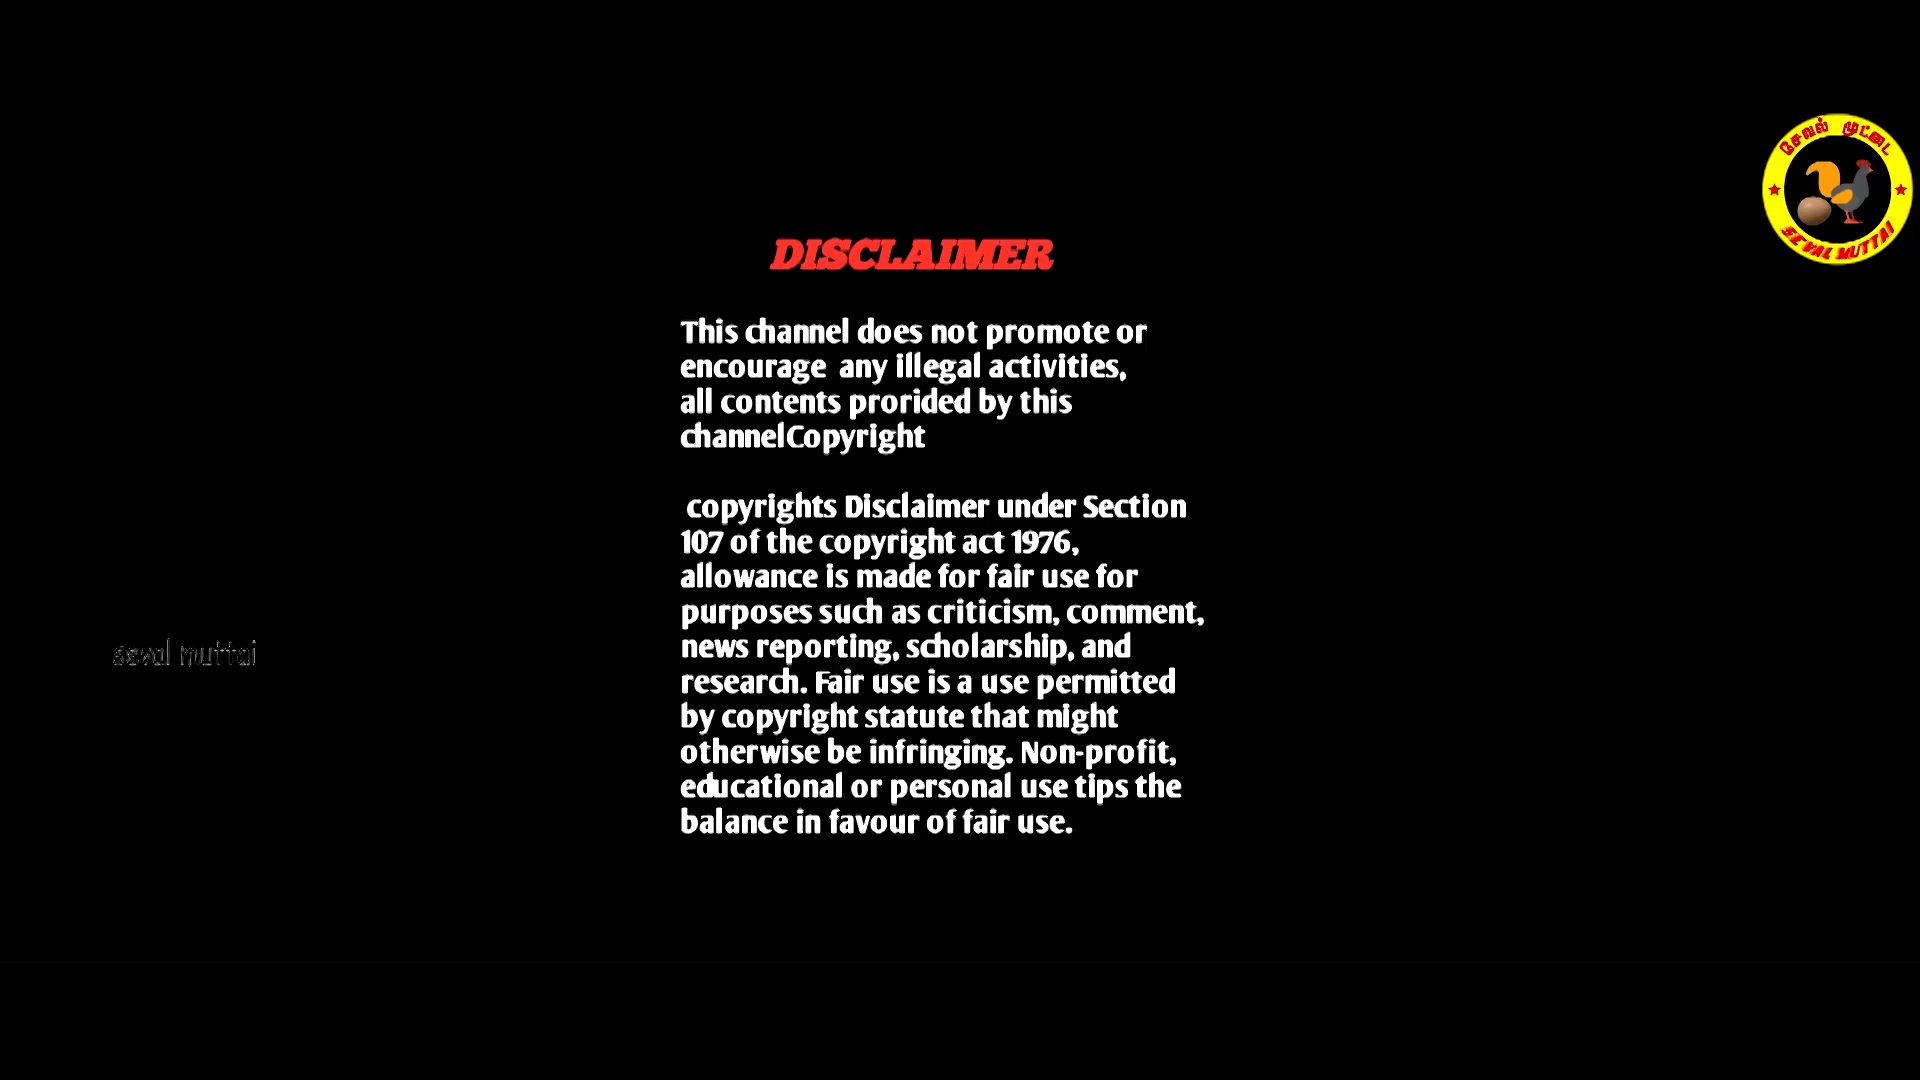 சேவல் முட்டை
SEVAL MUTTAI
DISCLAIMER
This channel does not promote or
encourage any illegal activities,
all contents prorided by this
channelCopyright
copyrights Disclaimer under Section
107 of the copyright act 1976,
allowance is made for fair use for
purposes such as criticism, comment,
news reporting, scholarship, and
research. Fair use is a use permitted
by copyright statute that might
otherwise be infringing. Non-profit,
educational or personal use tips the
balance in favour of fair use.
seval muttai